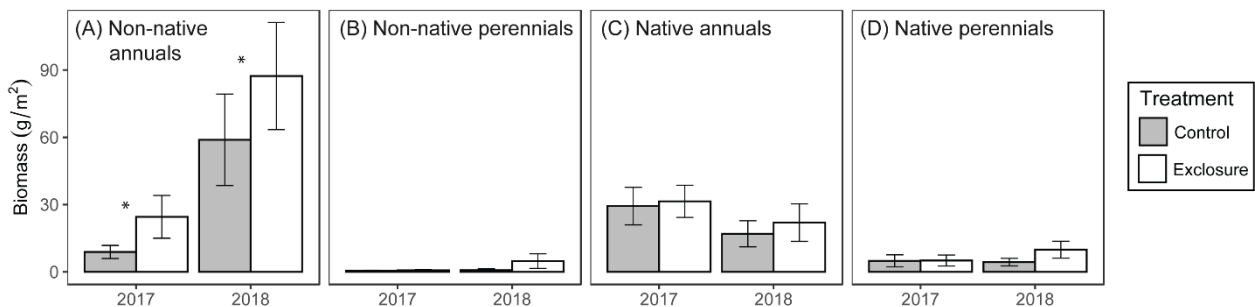 (A) Non-native
annuals
(B) Non-native perennials
(C) Native annuals
(D) Native perennials
*
*
Biomass (g/m²)
90
60
30
0
2017
2018
2017
2018
2017
2018
2017
2018
Treatment
Control
Exclosure